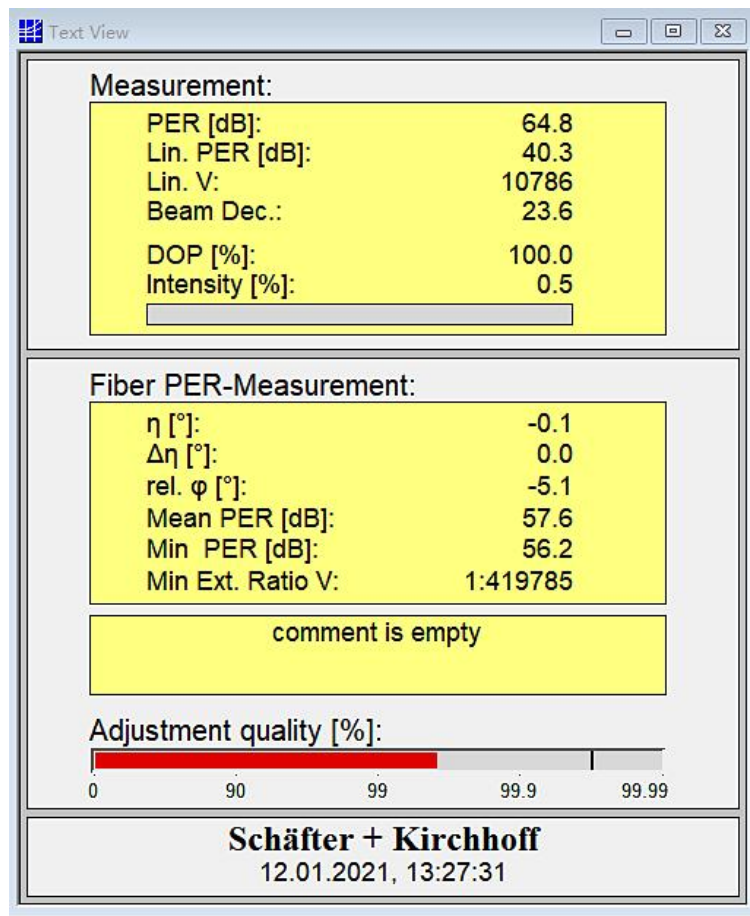 Text View
Measurement:
PER [dB]: 64.8
Lin. PER [dB]: 40.3
Lin. V: 10786
Beam Dec.: 23.6
DOP [%]: 100.0
Intensity [%]: 0.5
Fiber PER-Measurement:
η [°]: -0.1
Δη [°]: 0.0
rel. φ [°]: -5.1
Mean PER [dB]: 57.6
Min PER [dB]: 56.2
Min Ext. Ratio V: 1:419785
comment is empty
Adjustment quality [%]:
0 90 99 99.9 99.99
Schäfter + Kirchhoff
12.01.2021, 13:27:31